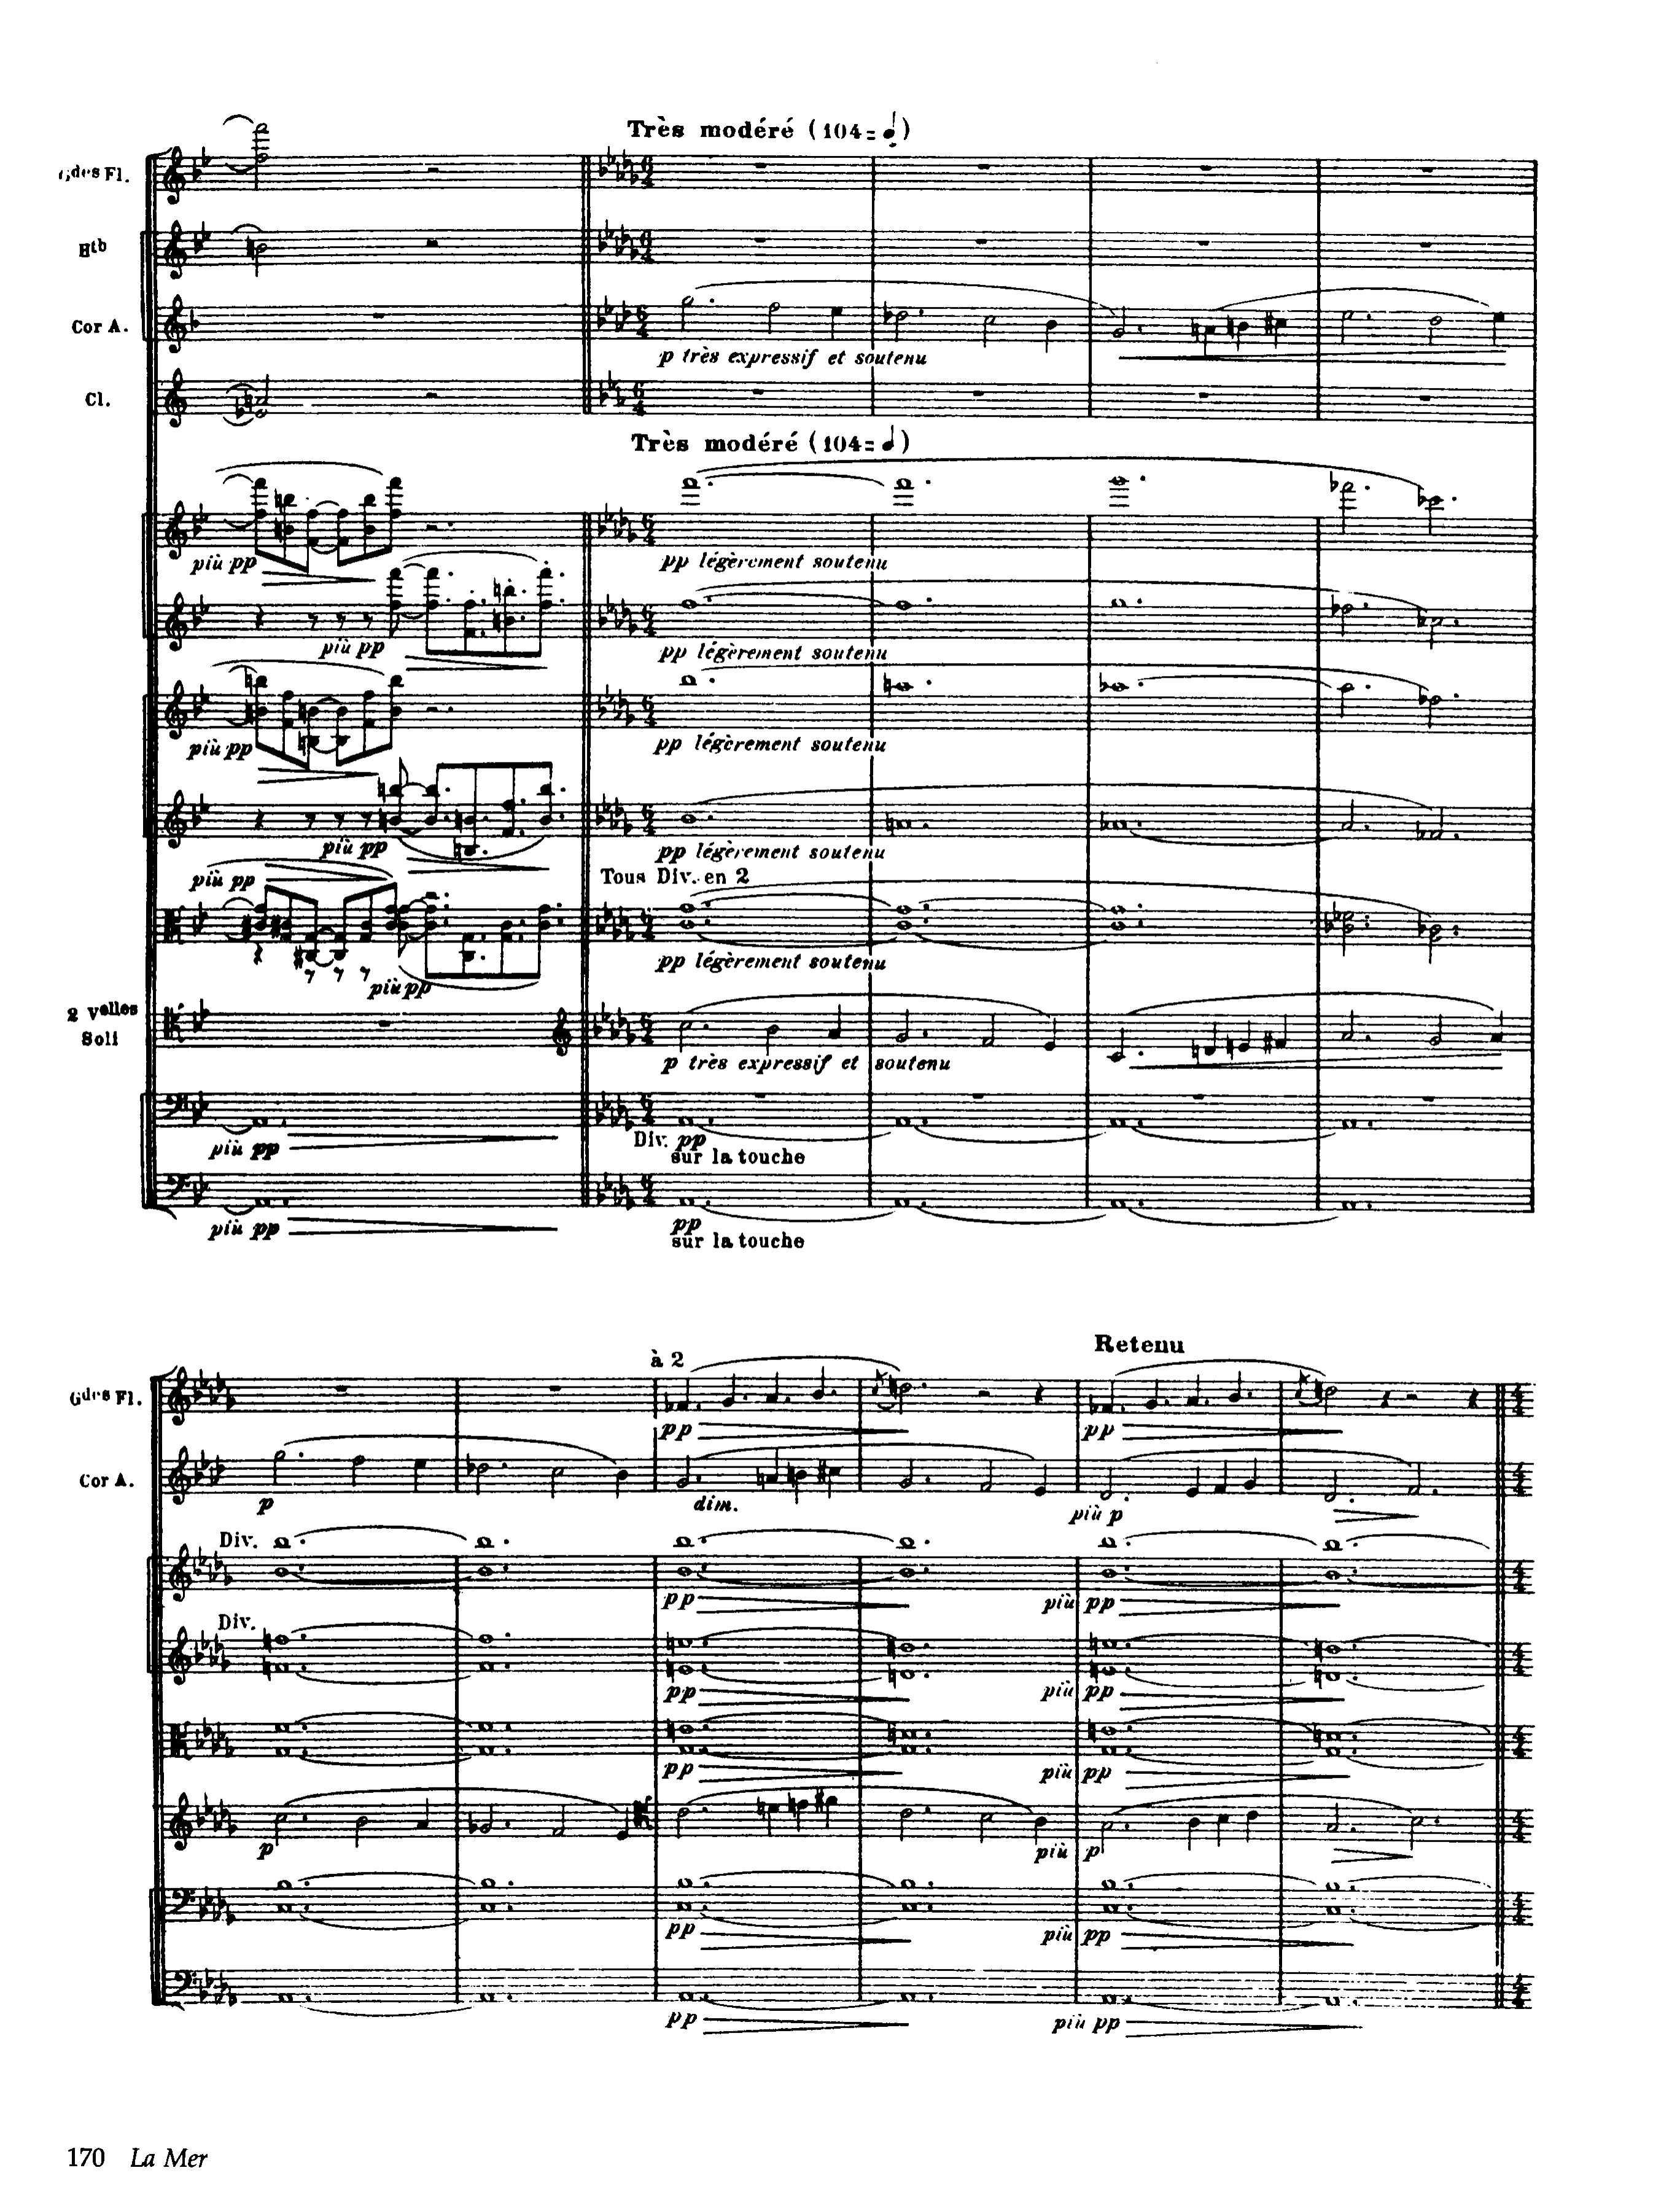 Très modéré (104=♩)
Gdes Fl.
Htb
Cor A.
p très expressif et soutenu
Cl.
Très modéré (104=♩)
più pp
pp légèrement soutenu
più pp
pp légèrement soutenu
più pp
pp légèrement soutenu
più pp
pp légèrement soutenu
più pp
Tous Div. en 2
pp légèrement soutenu
più pp
2 Velles
Soli
p très expressif et soutenu
più pp
Div. pp
sur la touche
più pp
pp
sur la touche
Retenu
à 2
Gdes Fl.
pp
pp
Cor A.
p
dim.
più p
Div.
pp
più pp
Div.
pp
più pp
pp
più pp
p
più p
pp
più pp
pp
più pp
170 La Mer